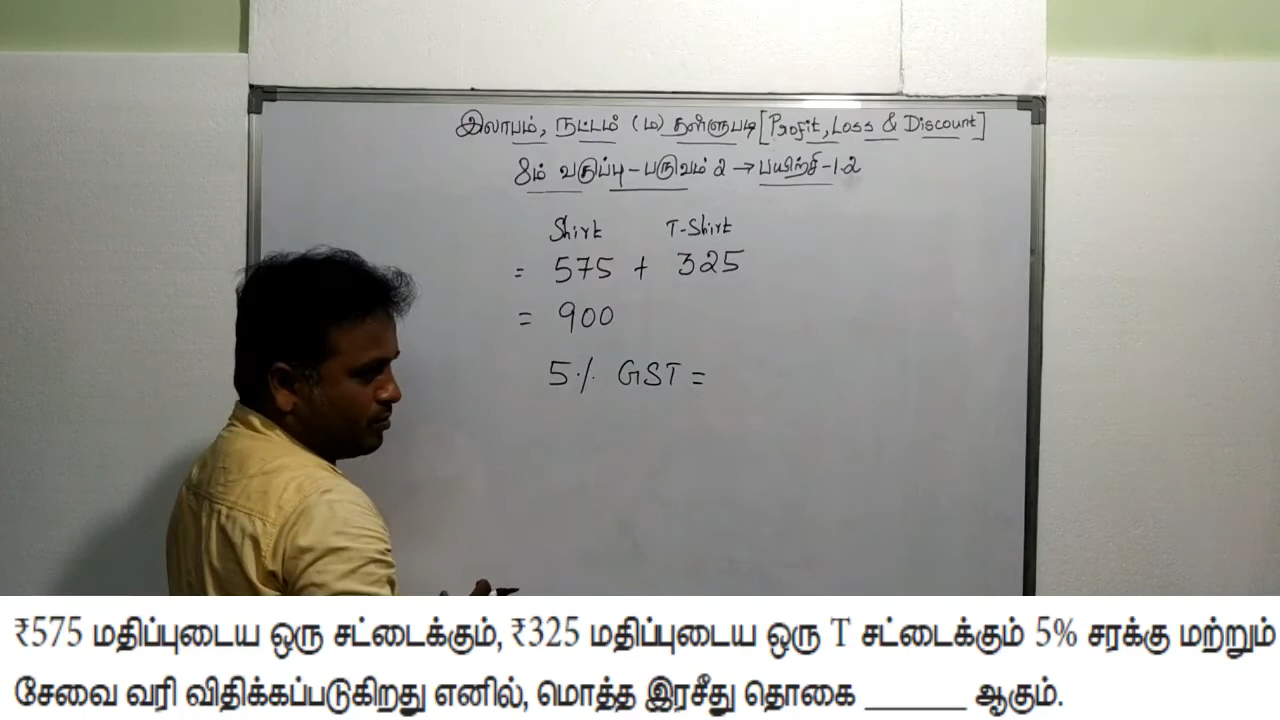 இலாபம், நட்டம் (ம) தள்ளுபடி [Profit, Loss & Discount]
8ம் வகுப்பு - பருவம் 2 → பயிற்சி - 1.2
Shirt T-Shirt
= 575 + 325
= 900
5% GST =
₹575 மதிப்புடைய ஒரு சட்டைக்கும், ₹325 மதிப்புடைய ஒரு T சட்டைக்கும் 5% சரக்கு மற்றும்
சேவை வரி விதிக்கப்படுகிறது எனில், மொத்த இரசீது தொகை ______ ஆகும்.